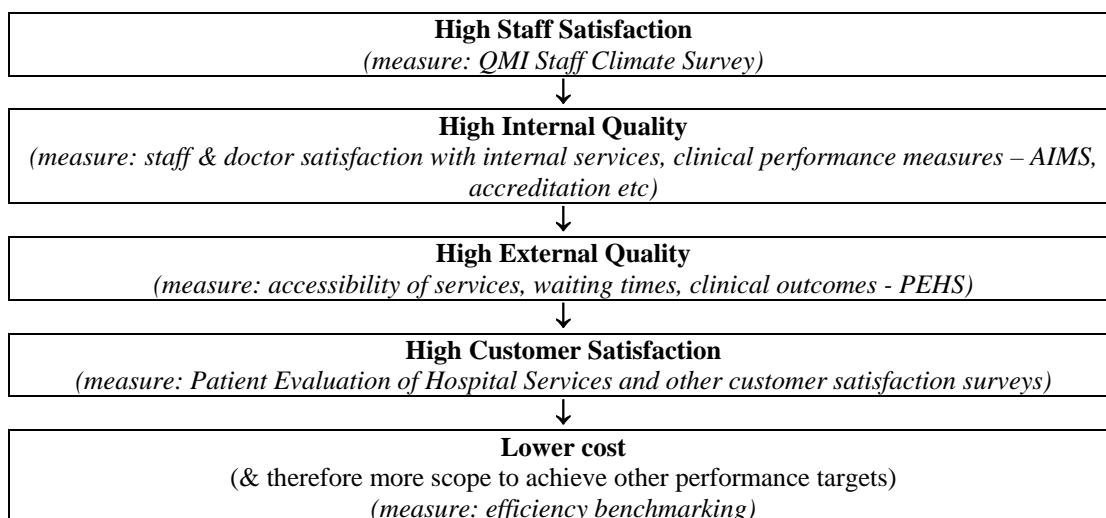 High Staff Satisfaction
(measure: QMI Staff Climate Survey)
↓
High Internal Quality
(measure: staff & doctor satisfaction with internal services, clinical performance measures – AIMS,
accreditation etc)
↓
High External Quality
(measure: accessibility of services, waiting times, clinical outcomes - PEHS)
↓
High Customer Satisfaction
(measure: Patient Evaluation of Hospital Services and other customer satisfaction surveys)
↓
Lower cost
(& therefore more scope to achieve other performance targets)
(measure: efficiency benchmarking)